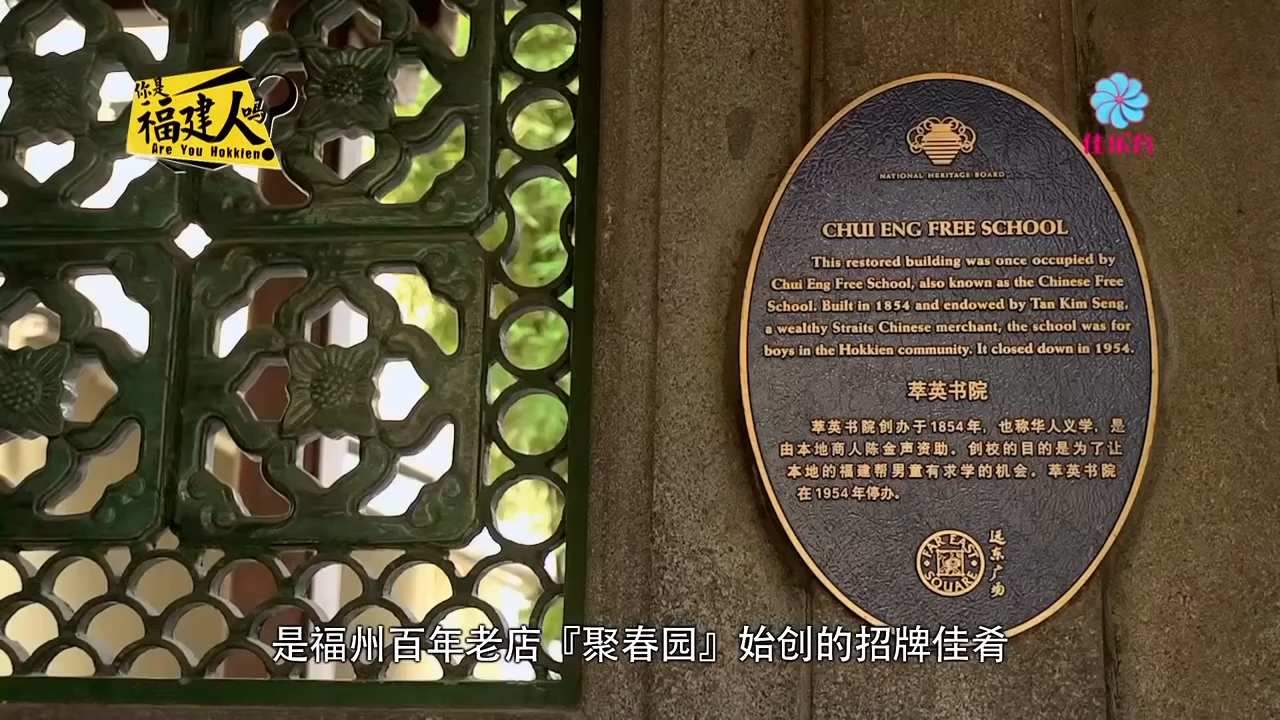 你是
福建人吗
Are You Hokkien?
佳乐台
NATIONAL HERITAGE BOARD
CHUI ENG FREE SCHOOL
This restored building was once occupied by
Chui Eng Free School, also known as the Chinese Free
School. Built in 1854 and endowed by Tan Kim Seng,
a wealthy Straits Chinese merchant, the school was for
boys in the Hokkien community. It closed down in 1954.
萃英书院
萃英书院创办于1854年，也称华人义学，是
由本地商人陈金声资助。创校的目的是为了让
本地的福建帮男童有求学的机会。萃英书院
在1954年停办。
FAR EAST
SQUARE
远东广场
是福州百年老店『聚春园』始创的招牌佳肴